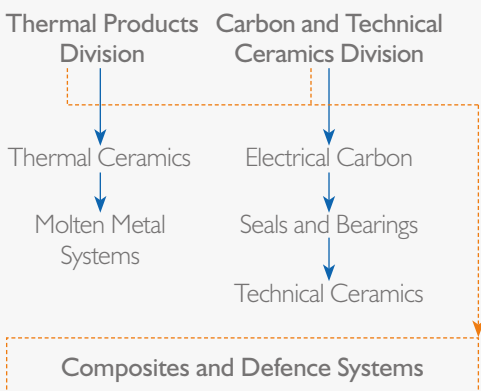 Thermal Products
Division
Carbon and Technical
Ceramics Division
Thermal Ceramics
Molten Metal
Systems
Electrical Carbon
Seals and Bearings
Technical Ceramics
Composites and Defence Systems